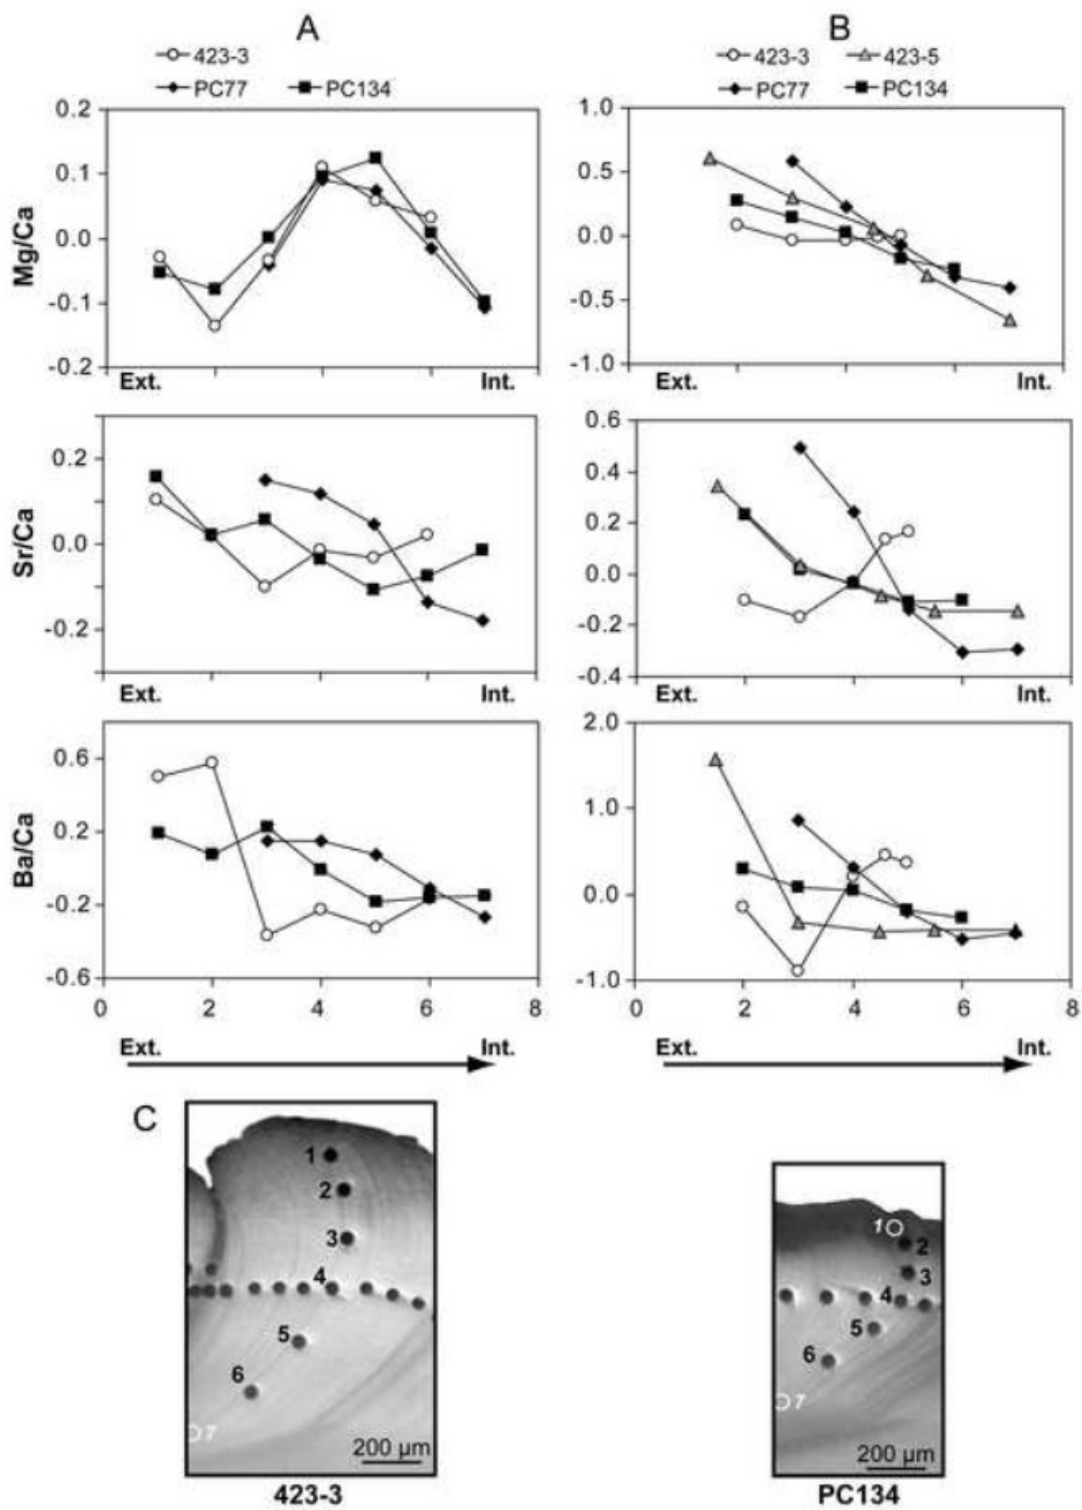 A
423-3
PC77 PC134
B
423-3 423-5
PC77 PC134
Mg/Ca
0.2
0.1
0.0
-0.1
-0.2
Ext. Int.
1.0
0.5
0.0
-0.5
-1.0
Ext. Int.
Sr/Ca
0.2
0.0
-0.2
Ext. Int.
0.6
0.4
0.2
0.0
-0.2
-0.4
Ext. Int.
Ba/Ca
0.6
0.2
-0.2
-0.6
0 2 4 6 8
Ext. Int.
2.0
1.0
0.0
-1.0
0 2 4 6 8
Ext. Int.
C
1
2
3
4
5
6
7
200 µm
423-3
1
2
3
4
5
6
7
200 µm
PC134